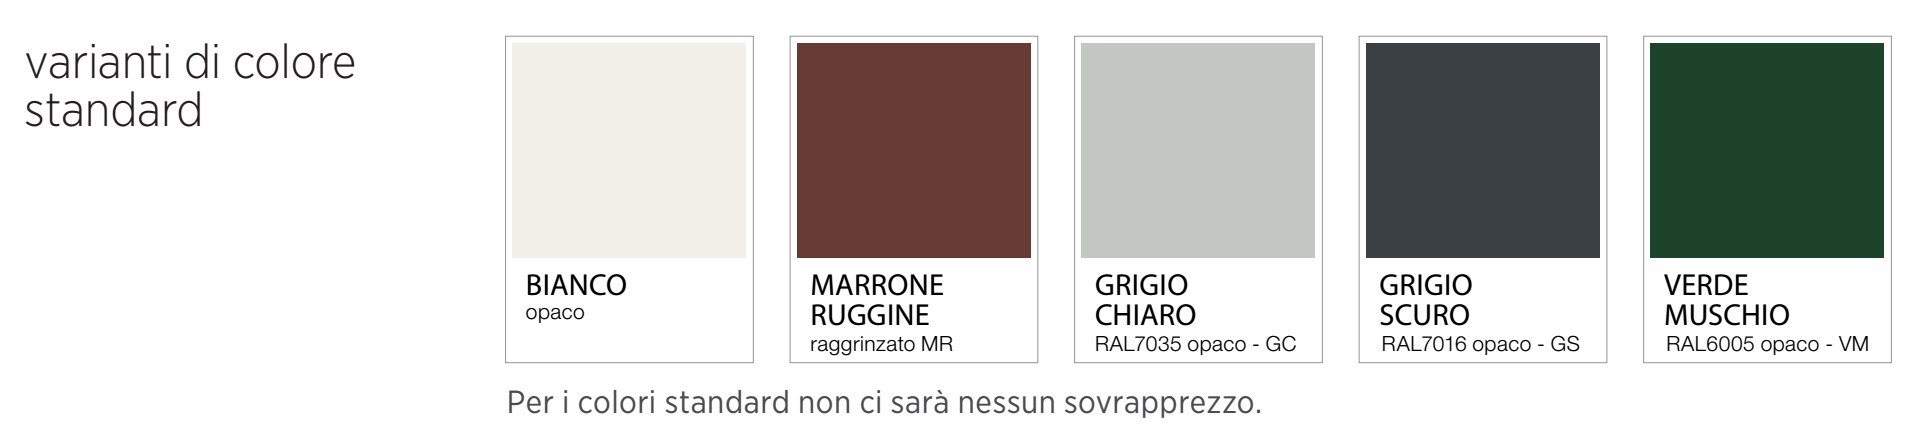 varianti di colore
standard
BIANCO
opaco
MARRONE
RUGGINE
raggrinzato MR
GRIGIO
CHIARO
RAL7035 opaco - GC
GRIGIO
SCURO
RAL7016 opaco - GS
VERDE
MUSCHIO
RAL6005 opaco - VM
Per i colori standard non ci sarà nessun sovrapprezzo.